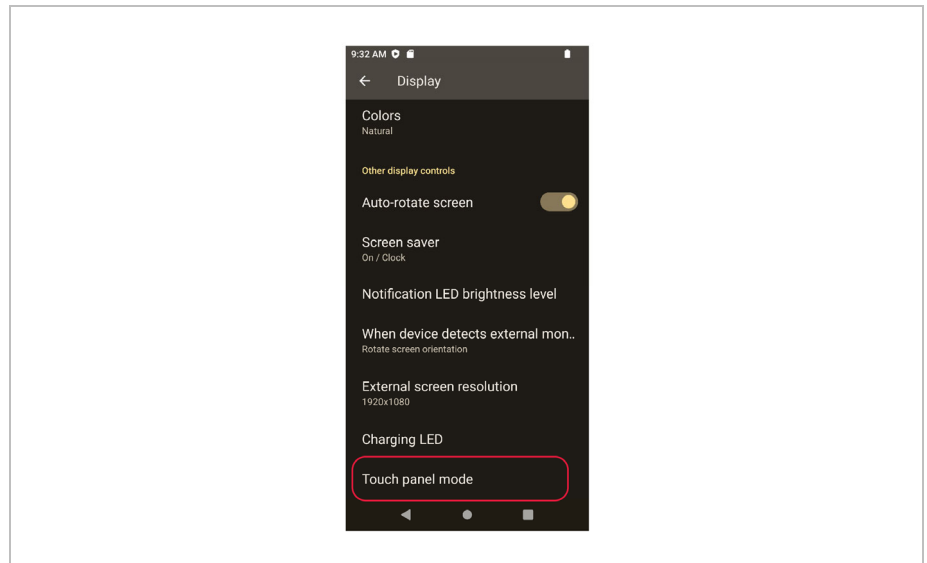 9:32 AM
Display
Colors
Natural
Other display controls
Auto-rotate screen
Screen saver
On / Clock
Notification LED brightness level
When device detects external mon..
Rotate screen orientation
External screen resolution
1920x1080
Charging LED
Touch panel mode